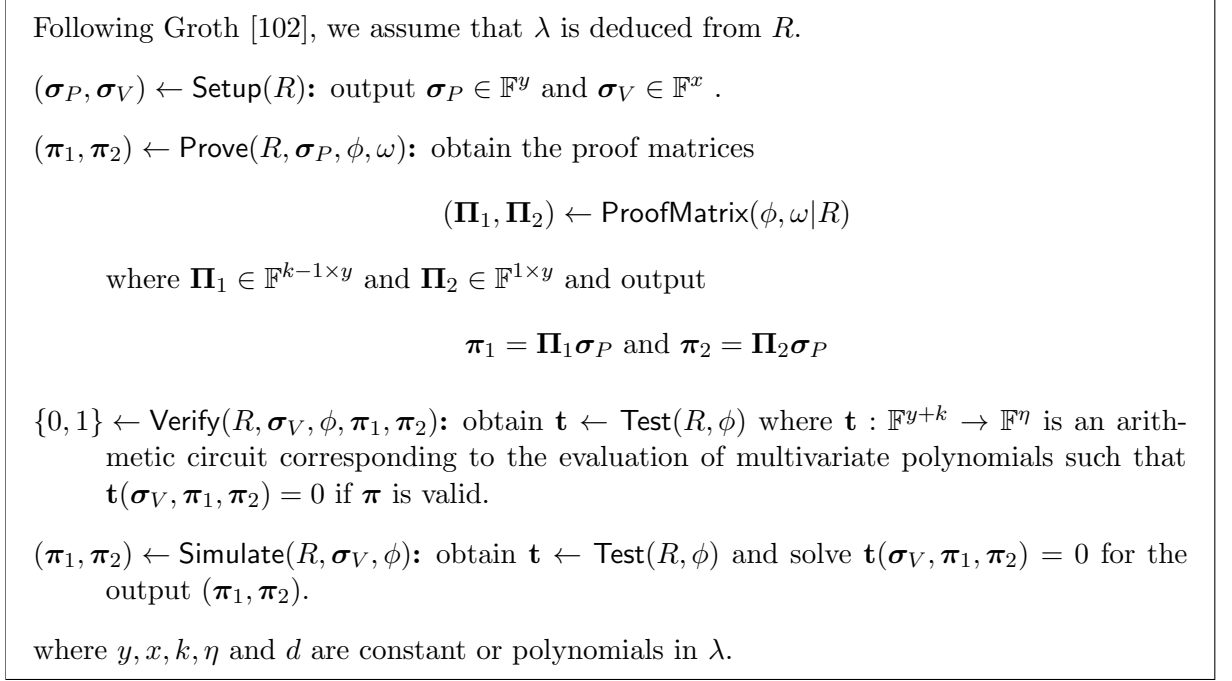 Following Groth [102], we assume that λ is deduced from R.
(σ_P, σ_V) ← Setup(R): output σ_P ∈ 𝔽^y and σ_V ∈ 𝔽^x .
(π_1, π_2) ← Prove(R, σ_P, ϕ, ω): obtain the proof matrices
(Π_1, Π_2) ← ProofMatrix(ϕ, ω|R)
where Π_1 ∈ 𝔽^{k−1×y} and Π_2 ∈ 𝔽^{1×y} and output
π_1 = Π_1σ_P and π_2 = Π_2σ_P
{0, 1} ← Verify(R, σ_V, ϕ, π_1, π_2): obtain t ← Test(R, ϕ) where t : 𝔽^{y+k} → 𝔽^η is an arith-
metic circuit corresponding to the evaluation of multivariate polynomials such that
t(σ_V, π_1, π_2) = 0 if π is valid.
(π_1, π_2) ← Simulate(R, σ_V, ϕ): obtain t ← Test(R, ϕ) and solve t(σ_V, π_1, π_2) = 0 for the
output (π_1, π_2).
where y, x, k, η and d are constant or polynomials in λ.